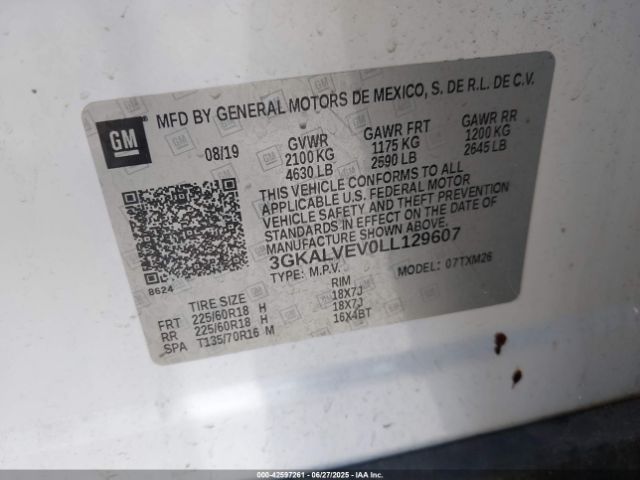 MFD BY GENERAL MOTORS DE MEXICO, S. DE R.L. DE C.V.
GM
08/19 GVWR GAWR FRT GAWR RR
2100 KG 1175 KG 1200 KG
4630 LB 2590 LB 2645 LB
THIS VEHICLE CONFORMS TO ALL
APPLICABLE U.S. FEDERAL MOTOR
VEHICLE SAFETY AND THEFT PREVENTION
STANDARDS IN EFFECT ON THE DATE OF
MANUFACTURE SHOWN ABOVE.
3GKALVEV0LL129607
TYPE: M.P.V. MODEL: 07TXM26
8624
TIRE SIZE RIM
FRT 225/60R18 H 18X7J
RR 225/60R18 H 18X7J
SPA T135/70R16 M 16X4BT
000-42597261 - 06/27/2025 - IAAI.COM